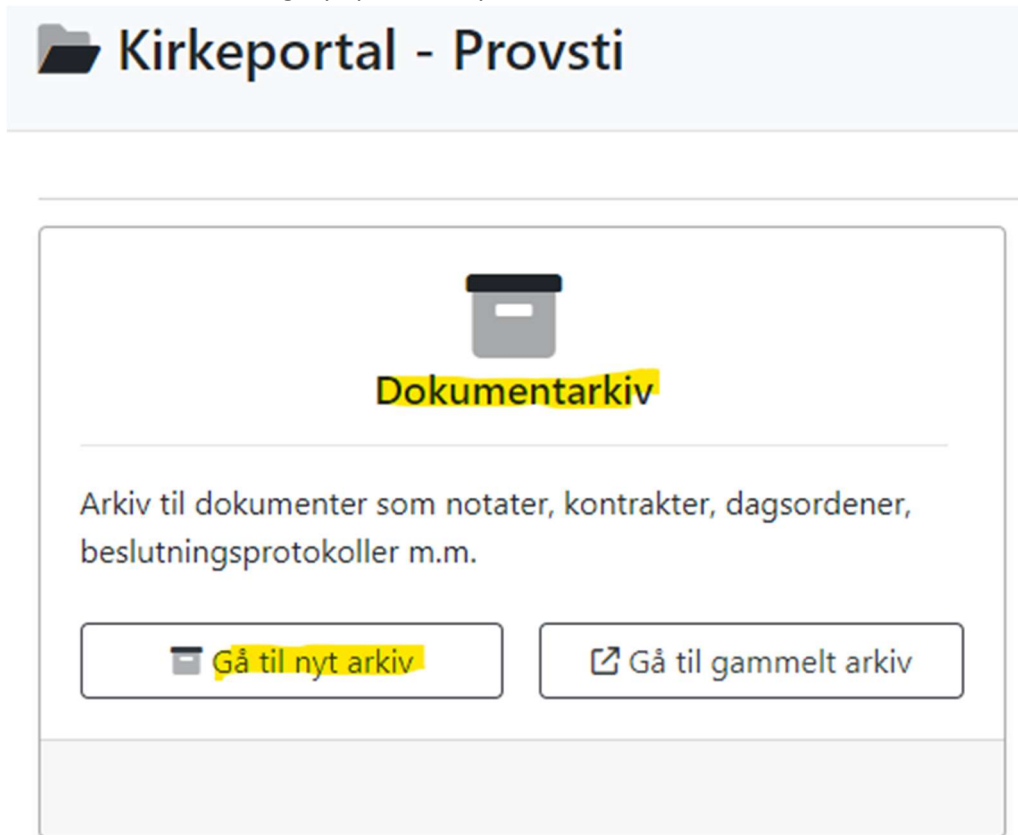 Kirkeportal - Provsti
Dokumentarkiv
Arkiv til dokumenter som notater, kontrakter, dagsordener,
beslutningsprotokoller m.m.
Gå til nyt arkiv
Gå til gammelt arkiv